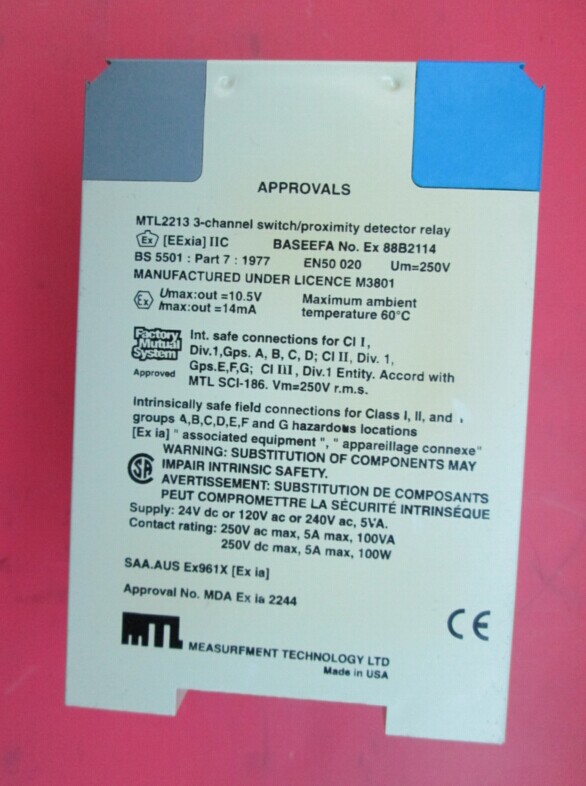 APPROVALS
MTL2213 3-channel switch/proximity detector relay
Ex [EExia] IIC BASEEFA No. Ex 88B2114
BS 5501 : Part 7 : 1977 EN50 020 Um=250V
MANUFACTURED UNDER LICENCE M3801
Ex Umax:out =10.5V Maximum ambient
Imax:out =14mA temperature 60°C
Factory Mutual System Approved
Int. safe connections for Cl I,
Div.1,Gps. A, B, C, D; Cl II, Div. 1,
Gps.E,F,G; Cl III, Div.1 Entity. Accord with
MTL SCI-186. Vm=250V r.m.s.
Intrinsically safe field connections for Class I, II, and
groups A,B,C,D,E,F and G hazardous locations
[Ex ia] " associated equipment ", " appareillage connexe"
SA WARNING: SUBSTITUTION OF COMPONENTS MAY
IMPAIR INTRINSIC SAFETY.
AVERTISSEMENT: SUBSTITUTION DE COMPOSANTS
PEUT COMPROMETTRE LA SÉCURITÉ INTRINSÉQUE
Supply: 24V dc or 120V ac or 240V ac, 5VA.
Contact rating: 250V ac max, 5A max, 100VA
250V dc max, 5A max, 100W
SAA.AUS Ex961X [Ex ia]
Approval No. MDA Ex ia 2244
MTL MEASURFMENT TECHNOLOGY LTD
Made in USA
CE